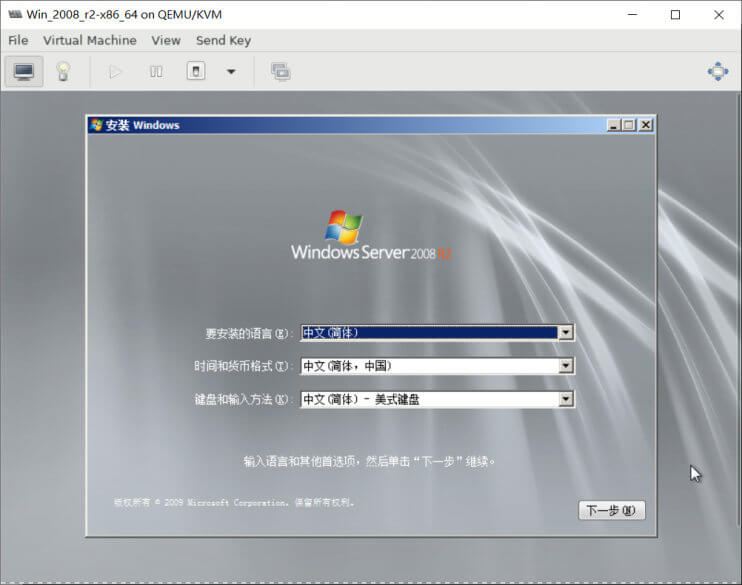 Win_2008_r2-x86_64 on QEMU/KVM
File Virtual Machine View Send Key
安装 Windows
Windows Server 2008 R2
要安装的语言(E): 中文(简体)
时间和货币格式(T): 中文(简体，中国)
键盘和输入方法(K): 中文(简体) - 美式键盘
输入语言和其他首选项，然后单击“下一步”继续。
版权所有 © 2009 Microsoft Corporation. 保留所有权利。
下一步(N)